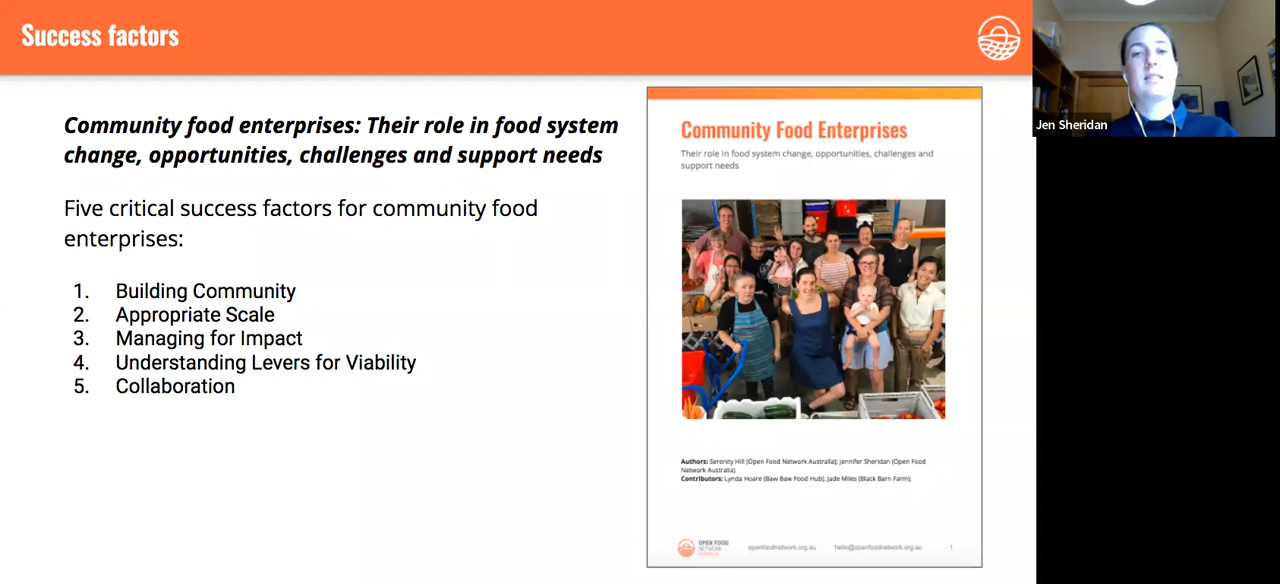 Success factors
Jen Sheridan
Community food enterprises: Their role in food system
change, opportunities, challenges and support needs
Five critical success factors for community food
enterprises:
1. Building Community
2. Appropriate Scale
3. Managing for Impact
4. Understanding Levers for Viability
5. Collaboration
Community Food Enterprises
Their role in food system change, opportunities, challenges and
support needs
Authors: Serenity Hill (Open Food Network Australia); Jennifer Sheridan (Open Food
Network Australia)
Contributors: Lynda Hoare (Baw Baw Food Hub); Jade Miles (Black Barn Farm);
OPEN FOOD
NETWORK
AUSTRALIA
openfoodnetwork.org.au hello@openfoodnetwork.org.au 1